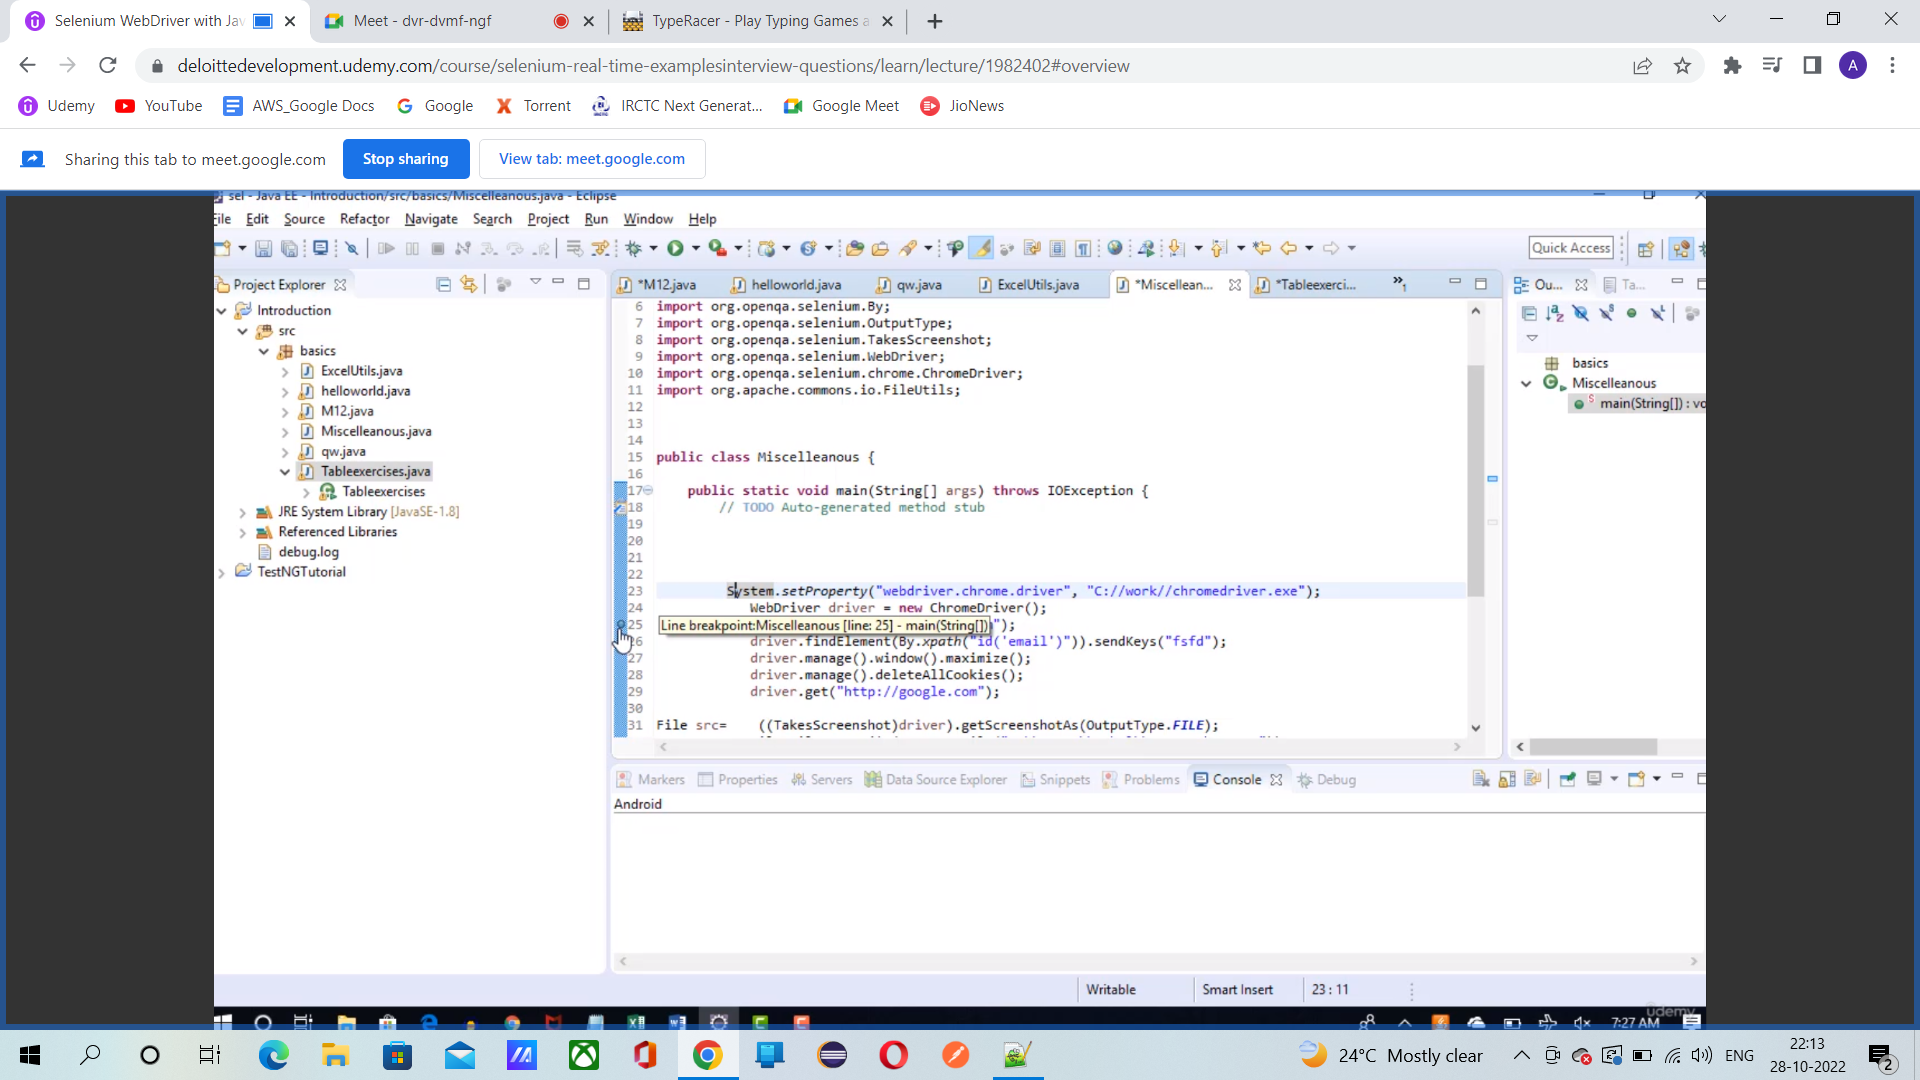 Selenium WebDriver with Jav
Meet - dvr-dvmf-ngf
TypeRacer - Play Typing Games a
deloittedevelopment.udemy.com/course/selenium-real-time-examplesinterview-questions/learn/lecture/1982402#overview
A
Udemy
YouTube
AWS_Google Docs
Google
Torrent
IRCTC Next Generat...
Google Meet
JioNews
Sharing this tab to meet.google.com
Stop sharing
View tab: meet.google.com
sel - Java EE - Introduction/src/basics/Miscelleanous.java - Eclipse
File Edit Source Refactor Navigate Search Project Run Window Help
Quick Access
Project Explorer
*M12.java
helloworld.java
qw.java
ExcelUtils.java
*Miscellean...
*Tableexerci...
Ou...
Ta...
Introduction
src
basics
ExcelUtils.java
helloworld.java
M12.java
Miscelleanous.java
qw.java
Tableexercises.java
Tableexercises
JRE System Library [JavaSE-1.8]
Referenced Libraries
debug.log
TestNGTutorial
6 import org.openqa.selenium.By;
7 import org.openqa.selenium.OutputType;
8 import org.openqa.selenium.TakesScreenshot;
9 import org.openqa.selenium.WebDriver;
10 import org.openqa.selenium.chrome.ChromeDriver;
11 import org.apache.commons.io.FileUtils;
12
13
14
15 public class Miscelleanous {
16
17 public static void main(String[] args) throws IOException {
18 // TODO Auto-generated method stub
19
20
21
22
23 System.setProperty("webdriver.chrome.driver", "C://work//chromedriver.exe");
24 WebDriver driver = new ChromeDriver();
25 Line breakpoint:Miscelleanous [line: 25] - main(String[]) ");
26 driver.findElement(By.xpath("id('email')")).sendKeys("fsfd");
27 driver.manage().window().maximize();
28 driver.manage().deleteAllCookies();
29 driver.get("http://google.com");
30
31 File src= ((TakesScreenshot)driver).getScreenshotAs(OutputType.FILE);
basics
Miscelleanous
main(String[]) : vo
Markers
Properties
Servers
Data Source Explorer
Snippets
Problems
Console
Debug
Android
Writable
Smart Insert
23 : 11
udemy
7:27 AM
24°C Mostly clear
ENG
22:13
28-10-2022
2